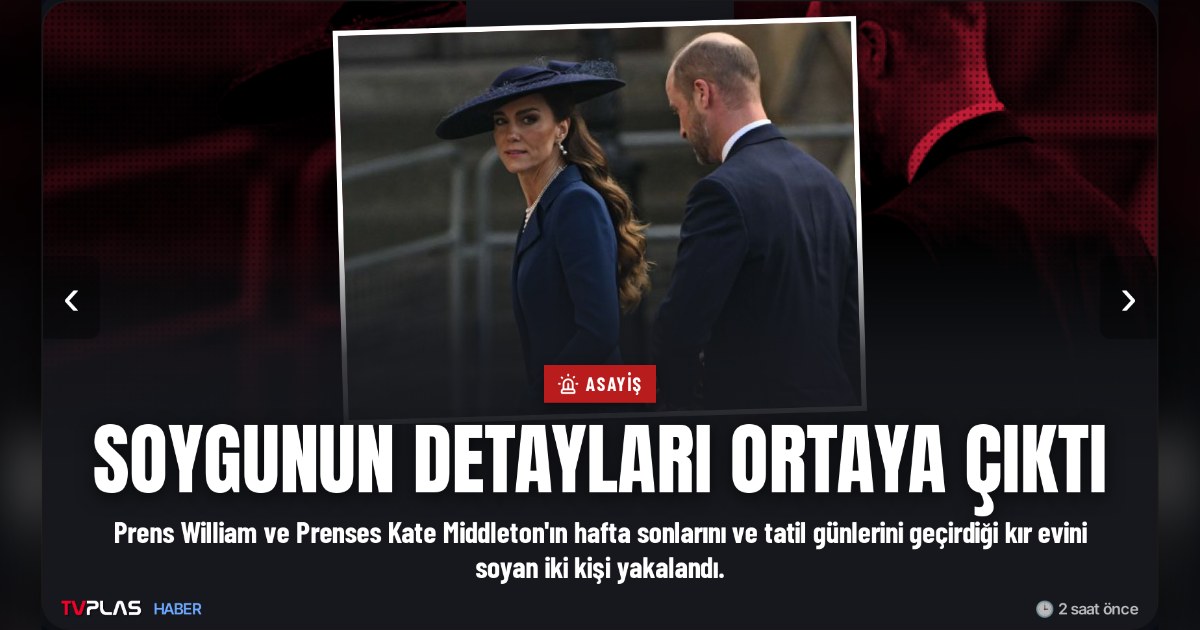 ASAYİŞ
SOYGUNUN DETAYLARI ORTAYA ÇIKTI
Prens William ve Prenses Kate Middleton'ın hafta sonlarını ve tatil günlerini geçirdiği kır evini
soyan iki kişi yakalandı.
TVPLAS HABER
2 saat önce